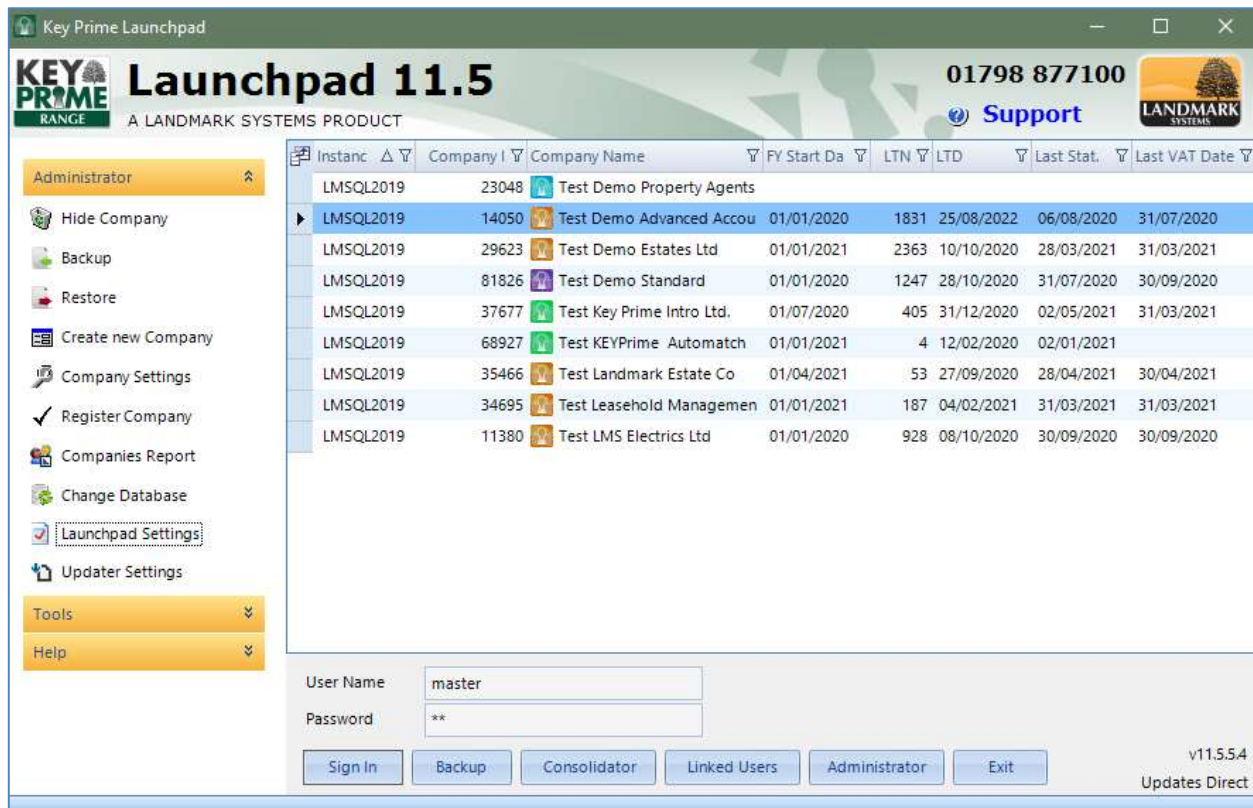 Key Prime Launchpad
KEY PRIME RANGE
Launchpad 11.5
A LANDMARK SYSTEMS PRODUCT
01798 877100
Support
LANDMARK SYSTEMS
Administrator
Hide Company
Backup
Restore
Create new Company
Company Settings
Register Company
Companies Report
Change Database
Launchpad Settings
Updater Settings
Tools
Help
Instanc Company I Company Name FY Start Da LTN LTD Last Stat. Last VAT Date
LMSQL2019 23048 Test Demo Property Agents
LMSQL2019 14050 Test Demo Advanced Accou 01/01/2020 1831 25/08/2022 06/08/2020 31/07/2020
LMSQL2019 29623 Test Demo Estates Ltd 01/01/2021 2363 10/10/2020 28/03/2021 31/03/2021
LMSQL2019 81826 Test Demo Standard 01/01/2020 1247 28/10/2020 31/07/2020 30/09/2020
LMSQL2019 37677 Test Key Prime Intro Ltd. 01/07/2020 405 31/12/2020 02/05/2021 31/03/2021
LMSQL2019 68927 Test KEYPrime Automatch 01/01/2021 4 12/02/2020 02/01/2021
LMSQL2019 35466 Test Landmark Estate Co 01/04/2021 53 27/09/2020 28/04/2021 30/04/2021
LMSQL2019 34695 Test Leasehold Managemen 01/01/2021 187 04/02/2021 31/03/2021 31/03/2021
LMSQL2019 11380 Test LMS Electrics Ltd 01/01/2020 928 08/10/2020 30/09/2020 30/09/2020
User Name master
Password **
Sign In Backup Consolidator Linked Users Administrator Exit
v11.5.5.4
Updates Direct